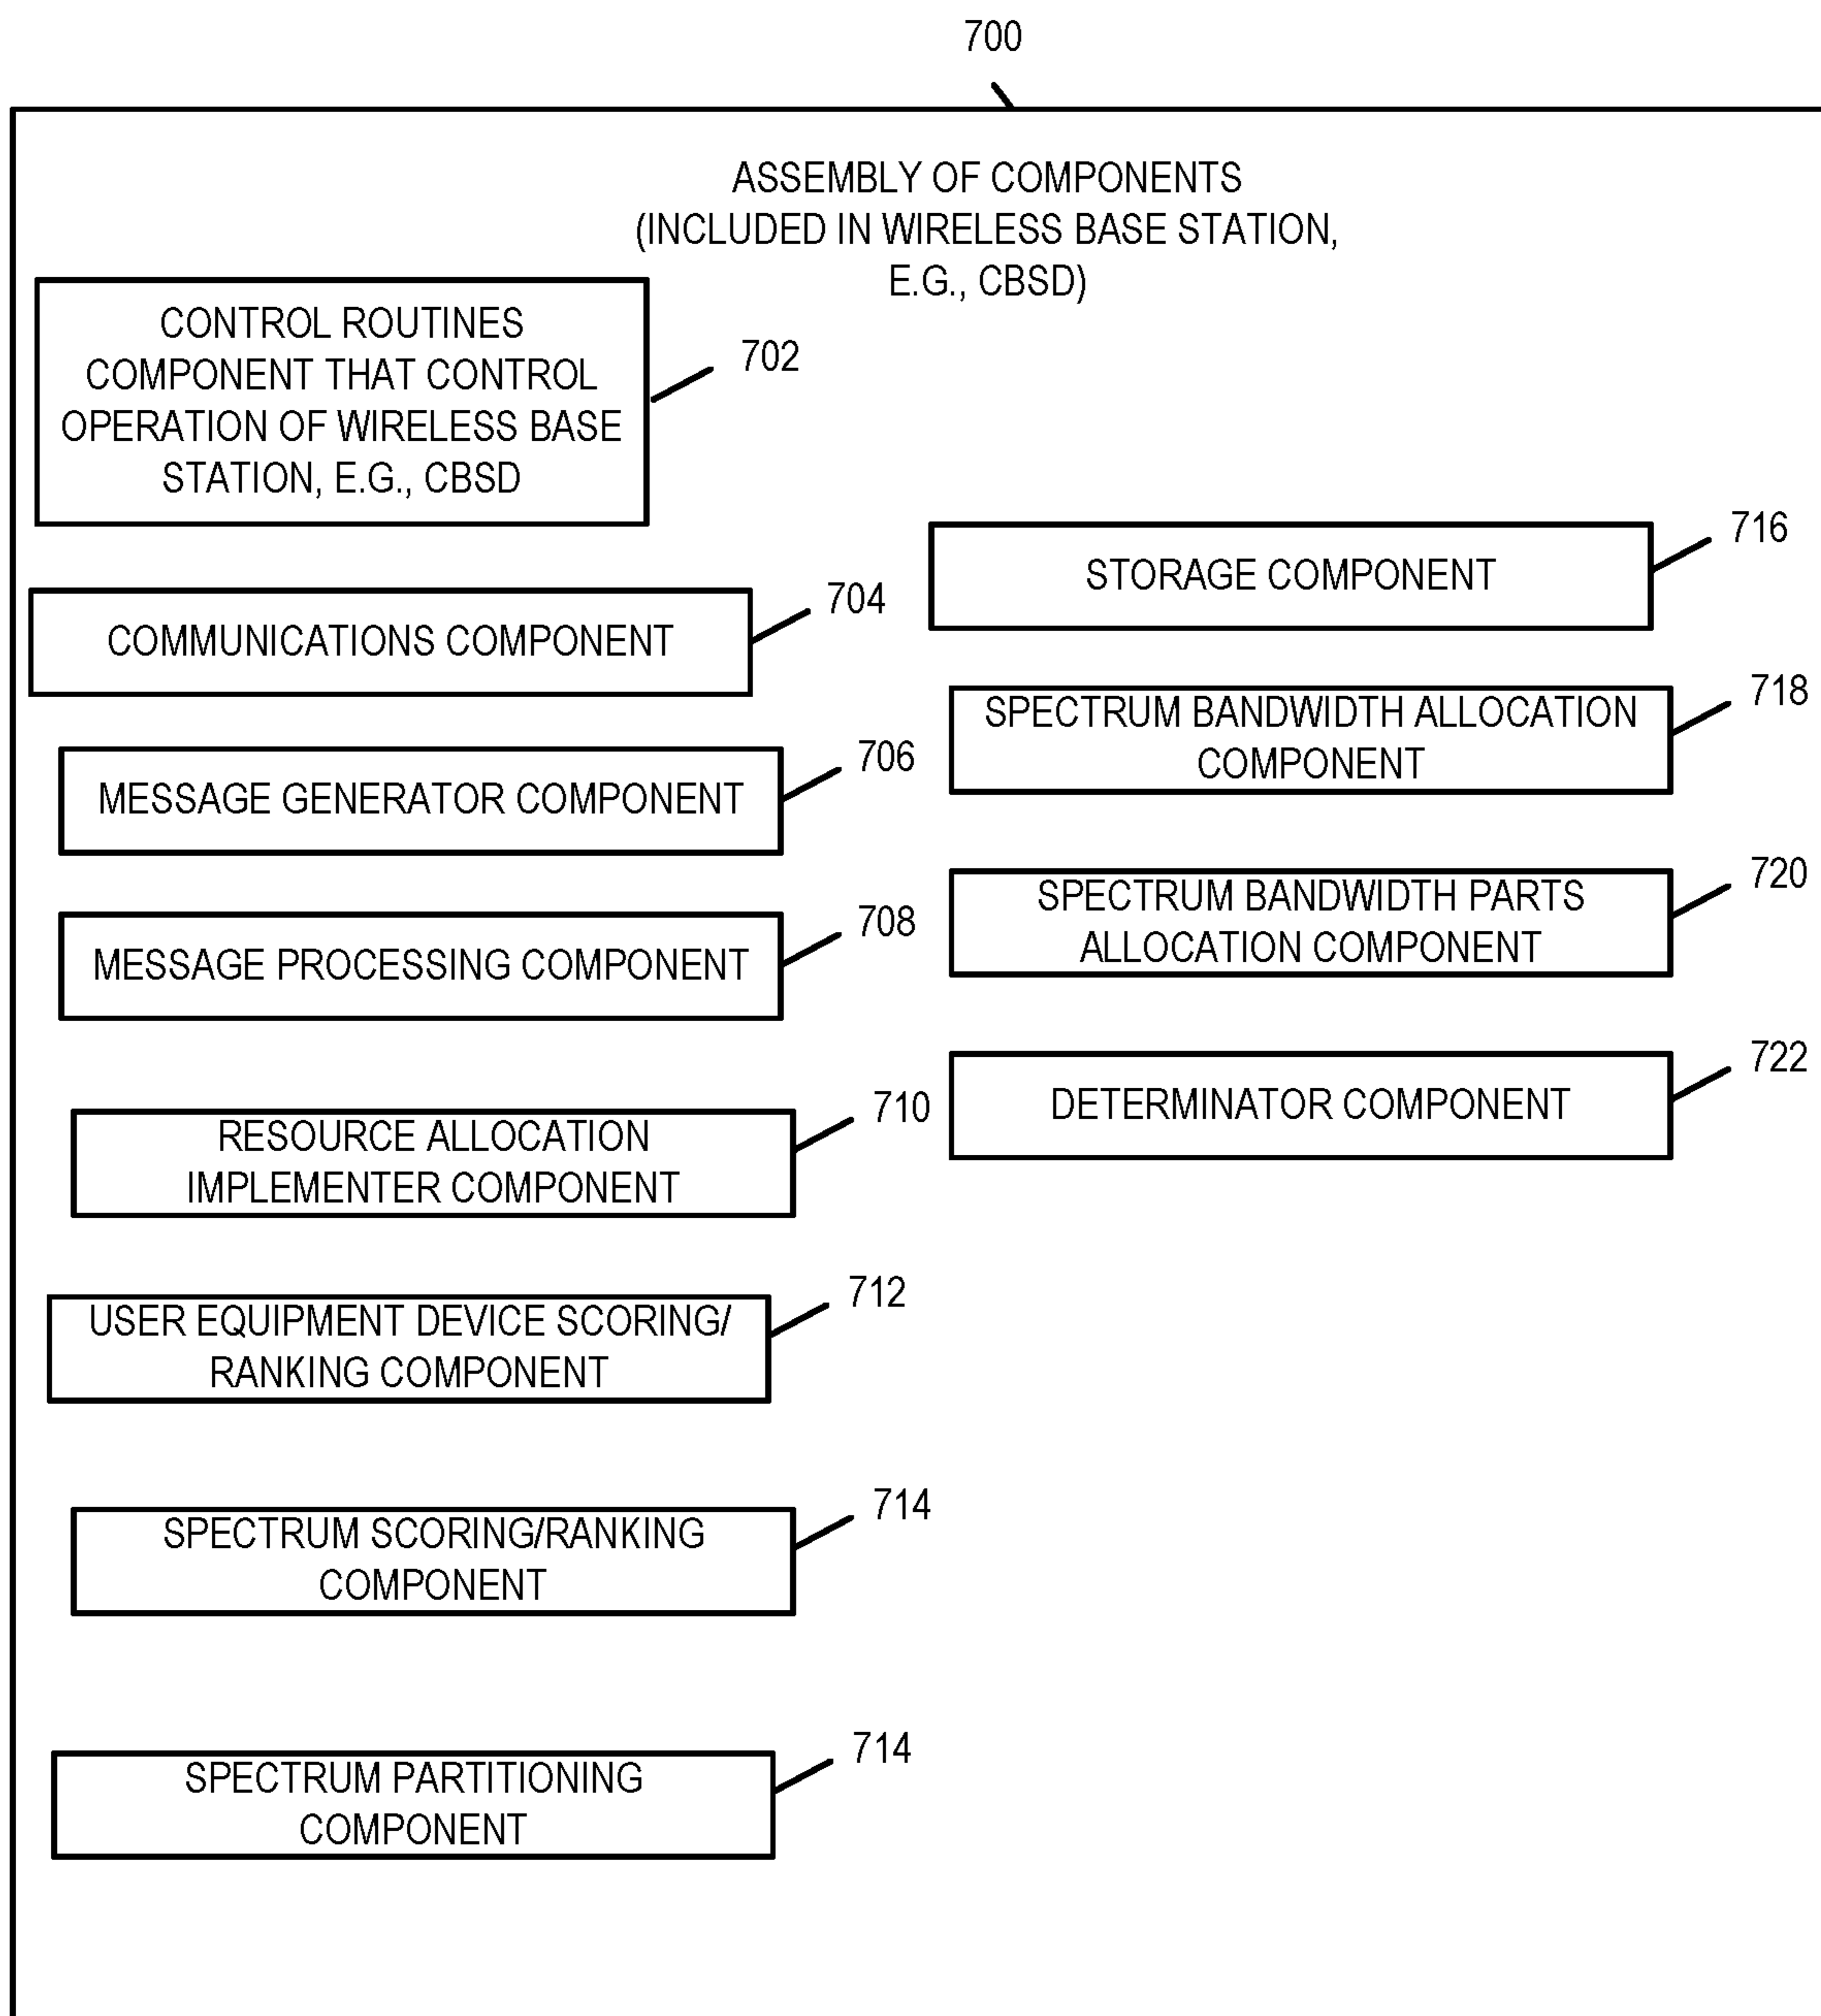 700
ASSEMBLY OF COMPONENTS
(INCLUDED IN WIRELESS BASE STATION,
E.G., CBSD)
CONTROL ROUTINES
COMPONENT THAT CONTROL
OPERATION OF WIRELESS BASE
STATION, E.G., CBSD
702
COMMUNICATIONS COMPONENT
704
MESSAGE GENERATOR COMPONENT
706
MESSAGE PROCESSING COMPONENT
708
RESOURCE ALLOCATION
IMPLEMENTER COMPONENT
710
USER EQUIPMENT DEVICE SCORING/
RANKING COMPONENT
712
SPECTRUM SCORING/RANKING
COMPONENT
714
SPECTRUM PARTITIONING
COMPONENT
714
STORAGE COMPONENT
716
SPECTRUM BANDWIDTH ALLOCATION
COMPONENT
718
SPECTRUM BANDWIDTH PARTS
ALLOCATION COMPONENT
720
DETERMINATOR COMPONENT
722